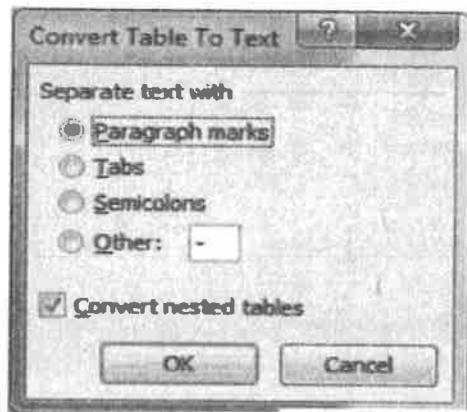 Convert Table To Text ?
Separate text with
Paragraph marks
Tabs
Semicolons
Other: -
Convert nested tables
OK Cancel